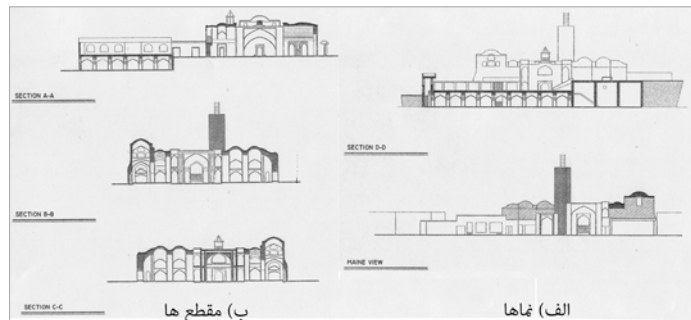 SECTION A-A
SECTION B-B
SECTION C-C
ب) مقطع ها
SECTION D-D
MAINE VIEW
الف) نماها